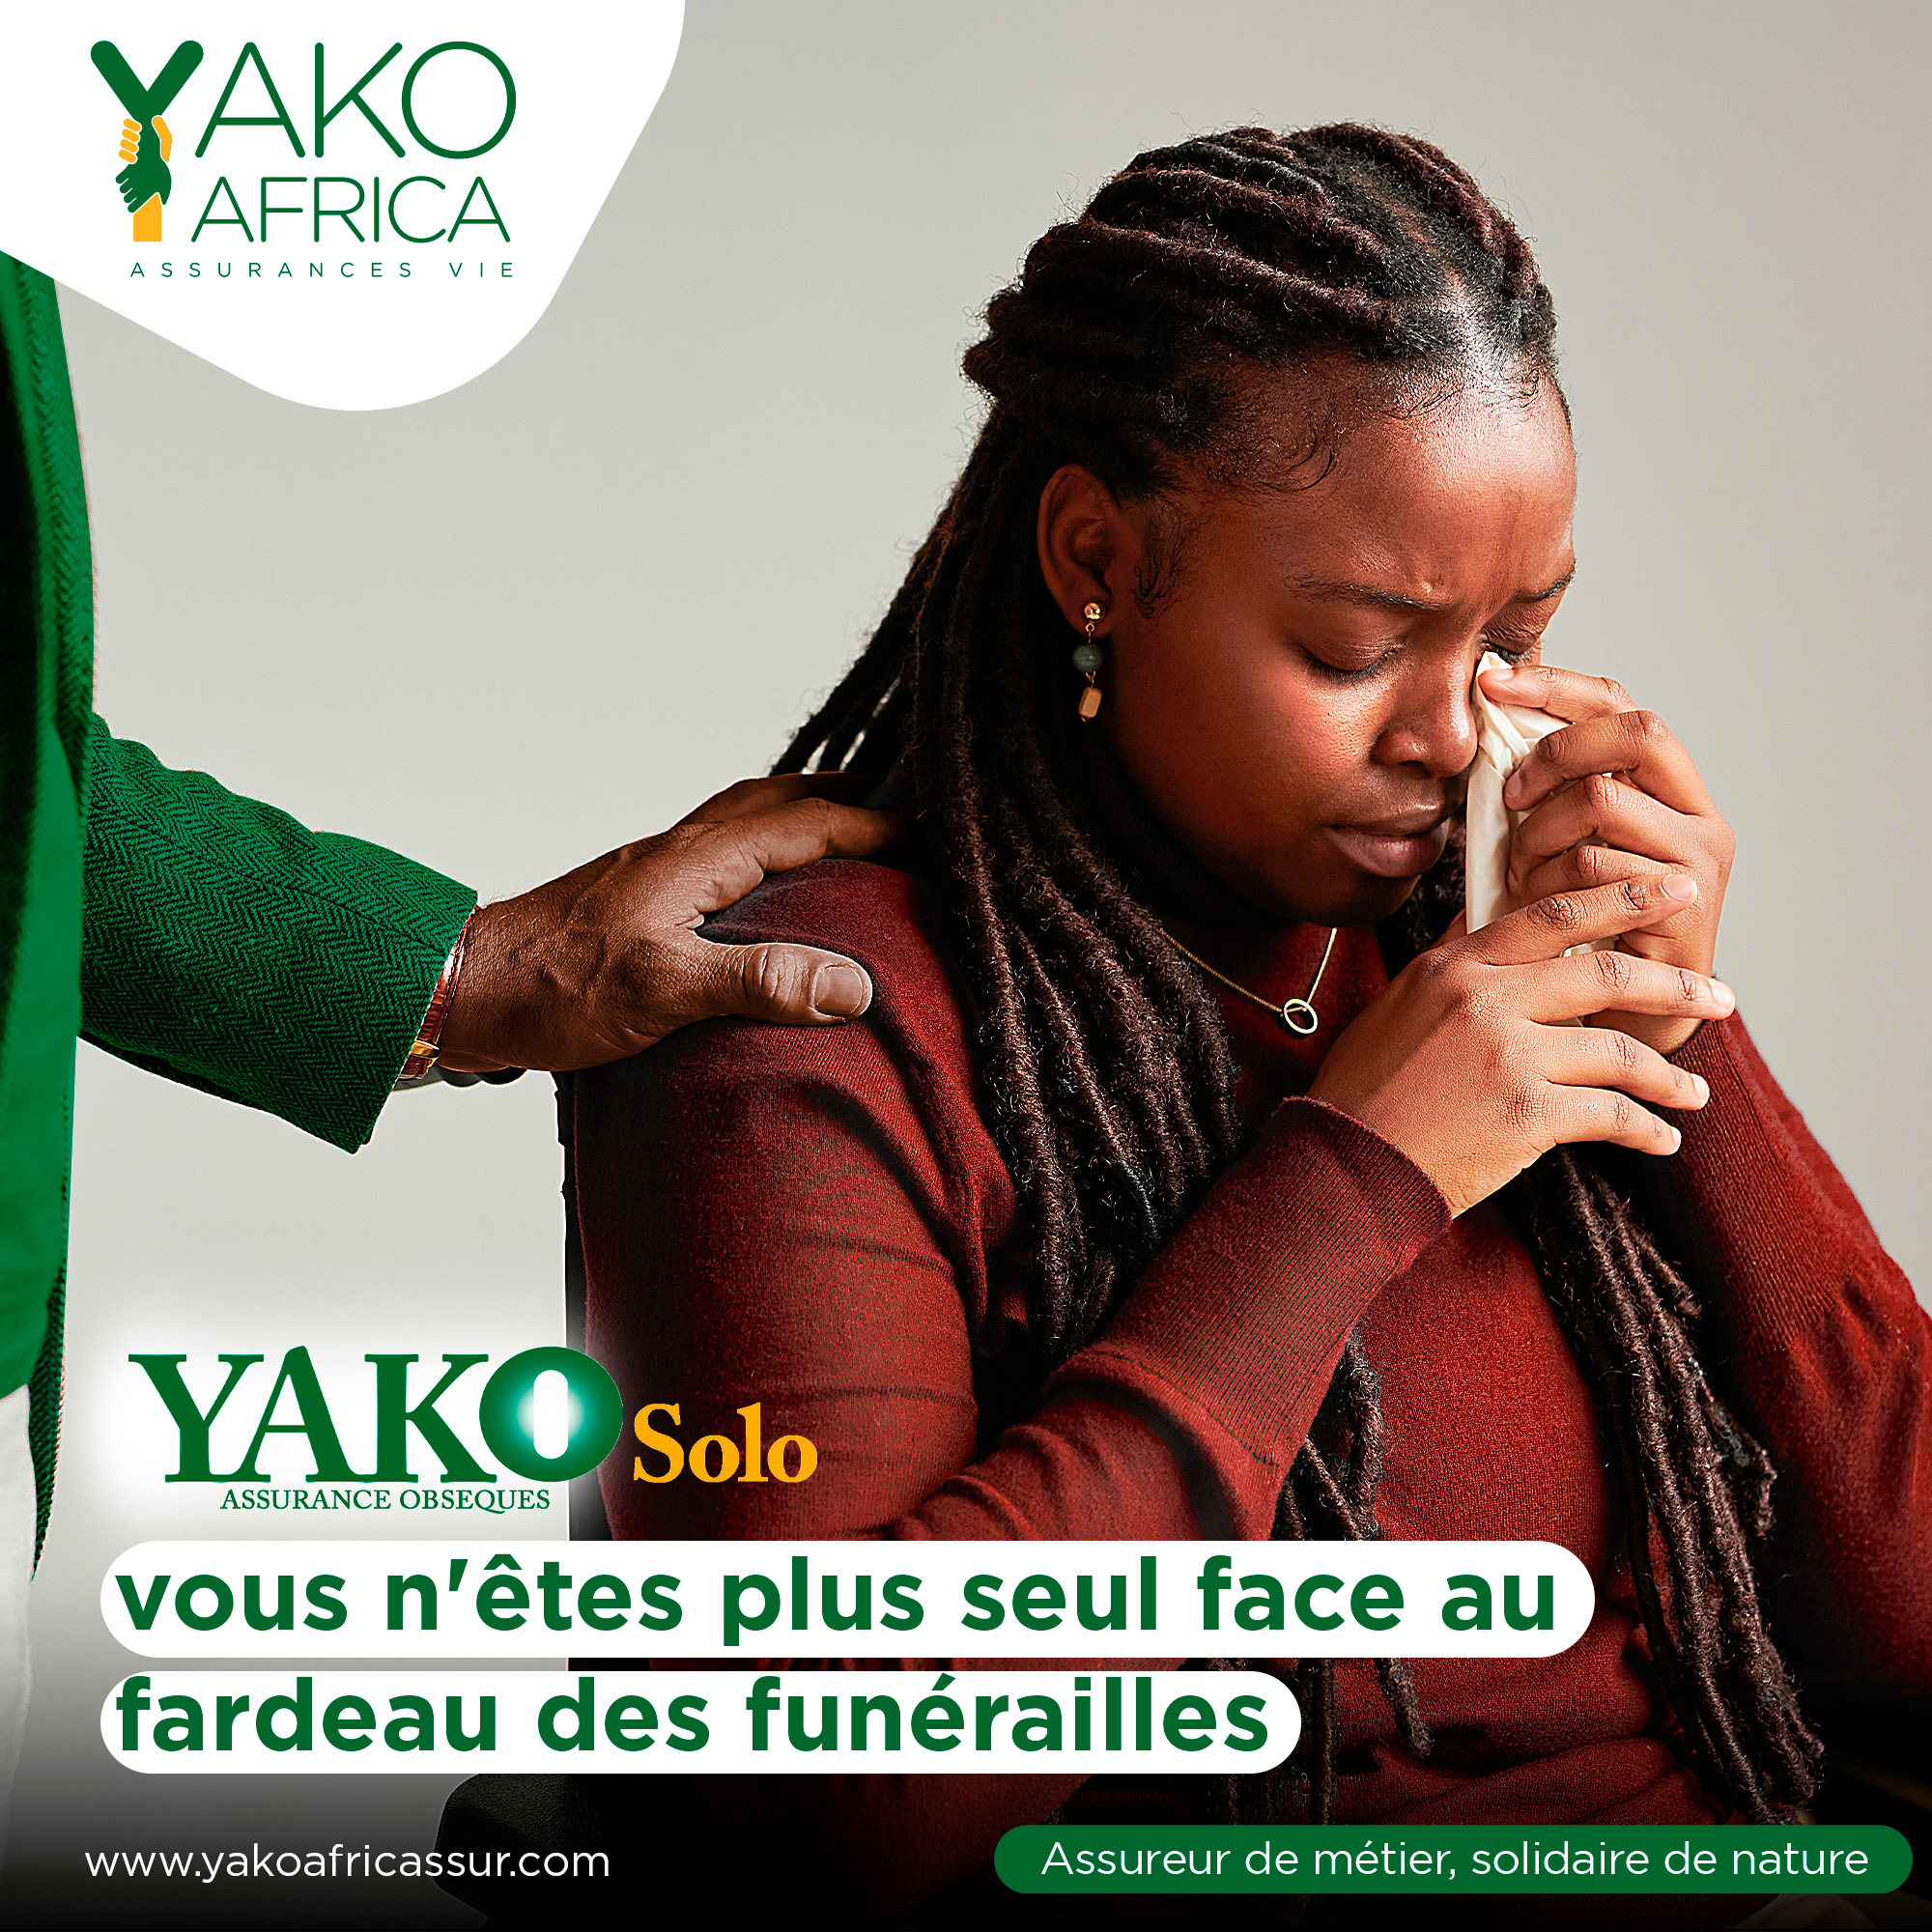 YAKO
AFRICA
ASSURANCES VIE
YAKO Solo
ASSURANCE OBSEQUES
vous n'êtes plus seul face au
fardeau des funérailles
www.yakoafricassur.com
Assureur de métier, solidaire de nature